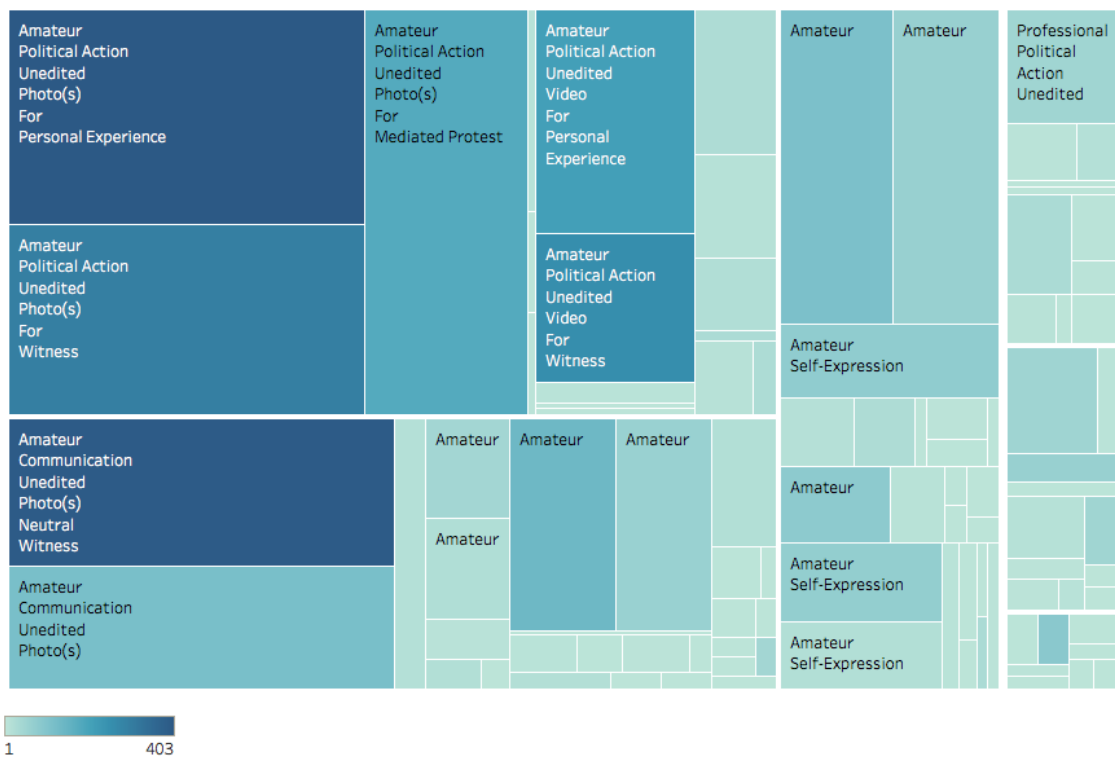 Amateur
Political Action
Unedited
Photo(s)
For
Personal Experience
Amateur
Political Action
Unedited
Photo(s)
For
Witness
Amateur
Political Action
Unedited
Photo(s)
For
Mediated Protest
Amateur
Political Action
Unedited
Video
For
Personal
Experience
Amateur
Political Action
Unedited
Video
For
Witness
Amateur
Communication
Unedited
Photo(s)
Neutral
Witness
Amateur
Communication
Unedited
Photo(s)
Amateur
Amateur
Amateur
Amateur
Amateur
Amateur
Amateur
Self-Expression
Amateur
Amateur
Self-Expression
Amateur
Self-Expression
Professional
Political
Action
Unedited
1
403